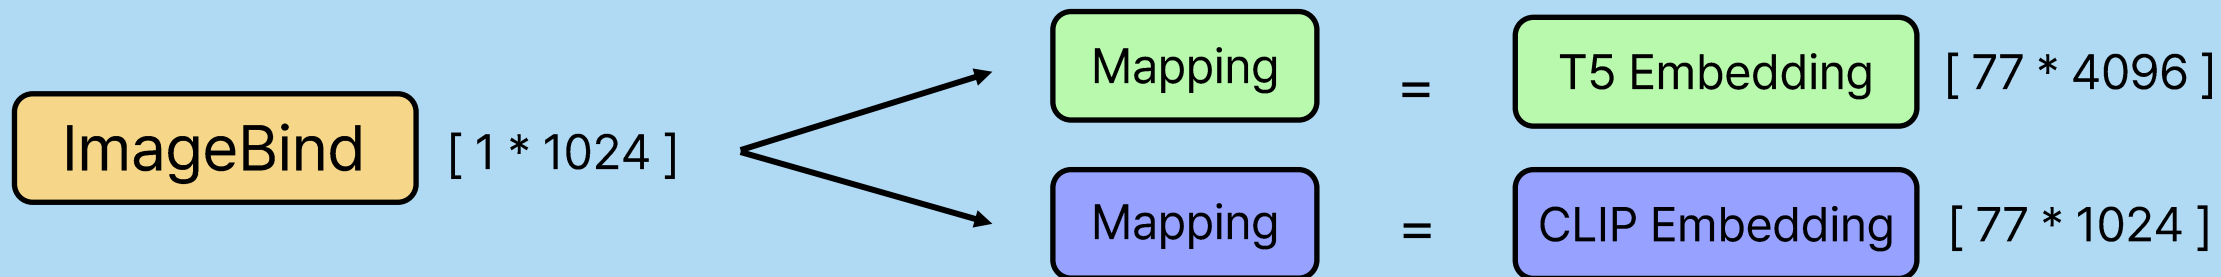 Mapping = T5 Embedding [ 77 * 4096 ]
ImageBind [ 1 * 1024 ]
Mapping = CLIP Embedding [ 77 * 1024 ]